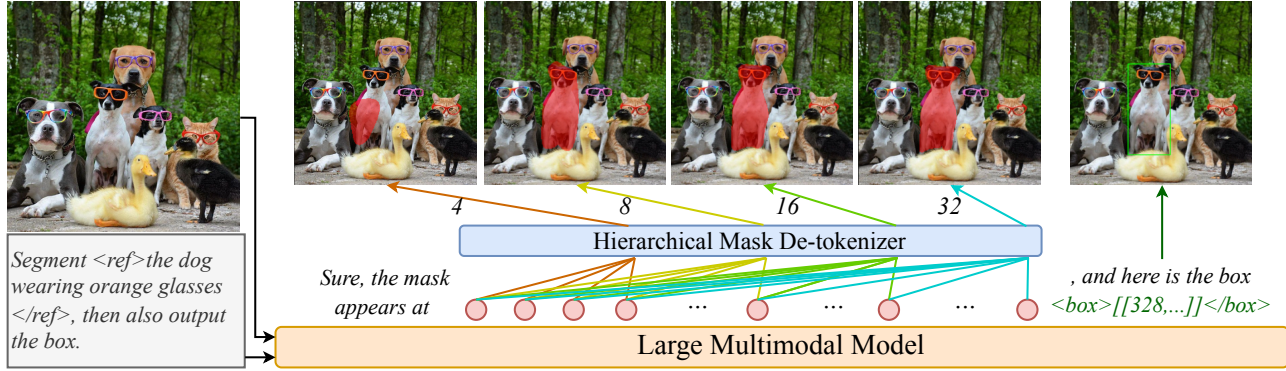 4
8
16
32
Hierarchical Mask De-tokenizer
Segment <ref>the dog
wearing orange glasses
</ref>, then also output
the box.
Sure, the mask
appears at
...
...
...
, and here is the box
<box>[[328,...]]</box>
Large Multimodal Model